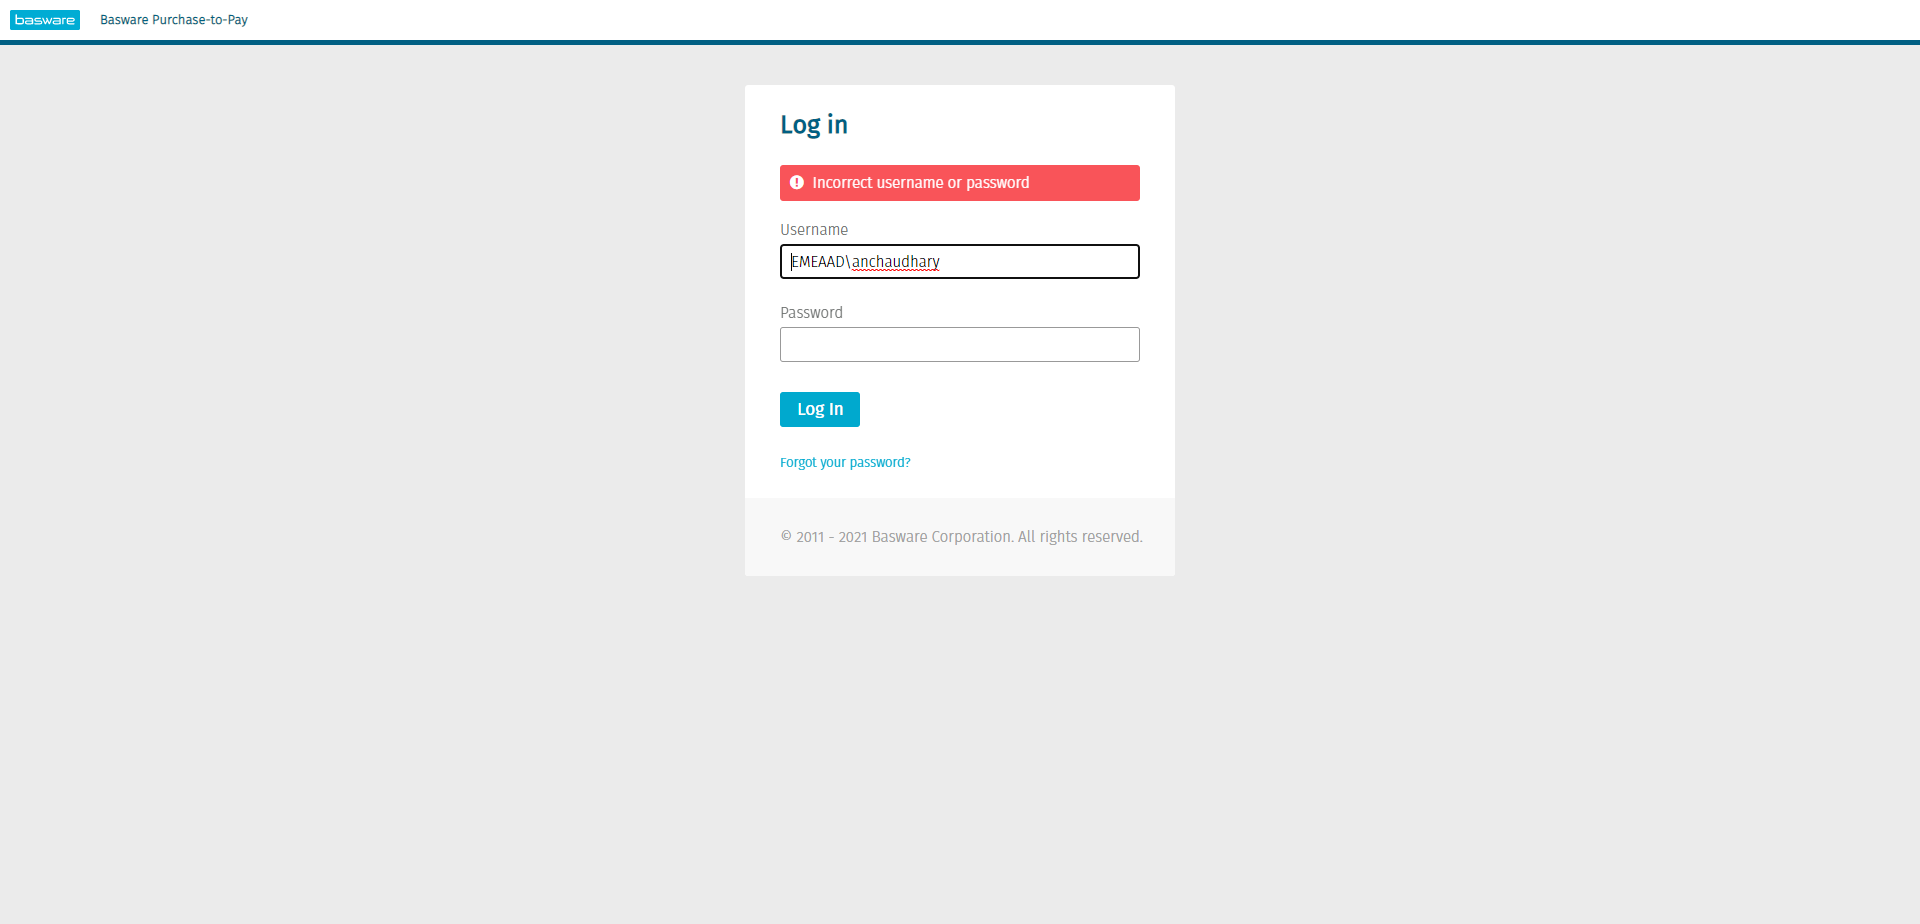 basware
Basware Purchase-to-Pay
Log in
Incorrect username or password
Username
EMEAAD\anchaudhary
Password
Log In
Forgot your password?
© 2011 - 2021 Basware Corporation. All rights reserved.